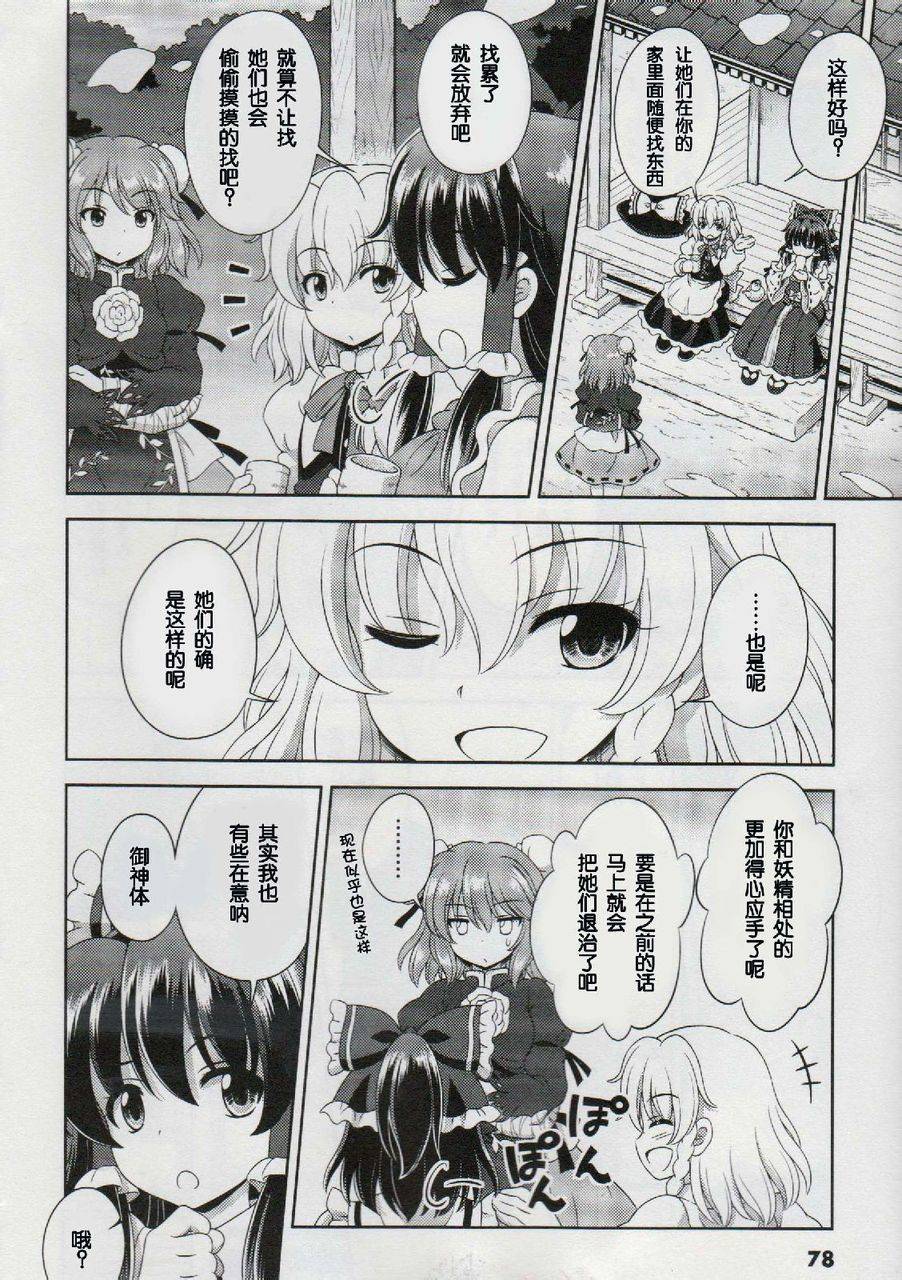 这样好吗？
让她们在你的
家里面随便找东西
找累了
就会放弃吧
就算不让找
她们也会
偷偷摸摸的找吧？
……也是呢
她们的确
是这样的呢
你和妖精相处的
更加得心应手了呢
要是在之前的话
马上就会
把她们退治了吧
………
现在似乎也是这样
ぽん
ぽん
其实我也
有些在意呐
御神体
哦？
78